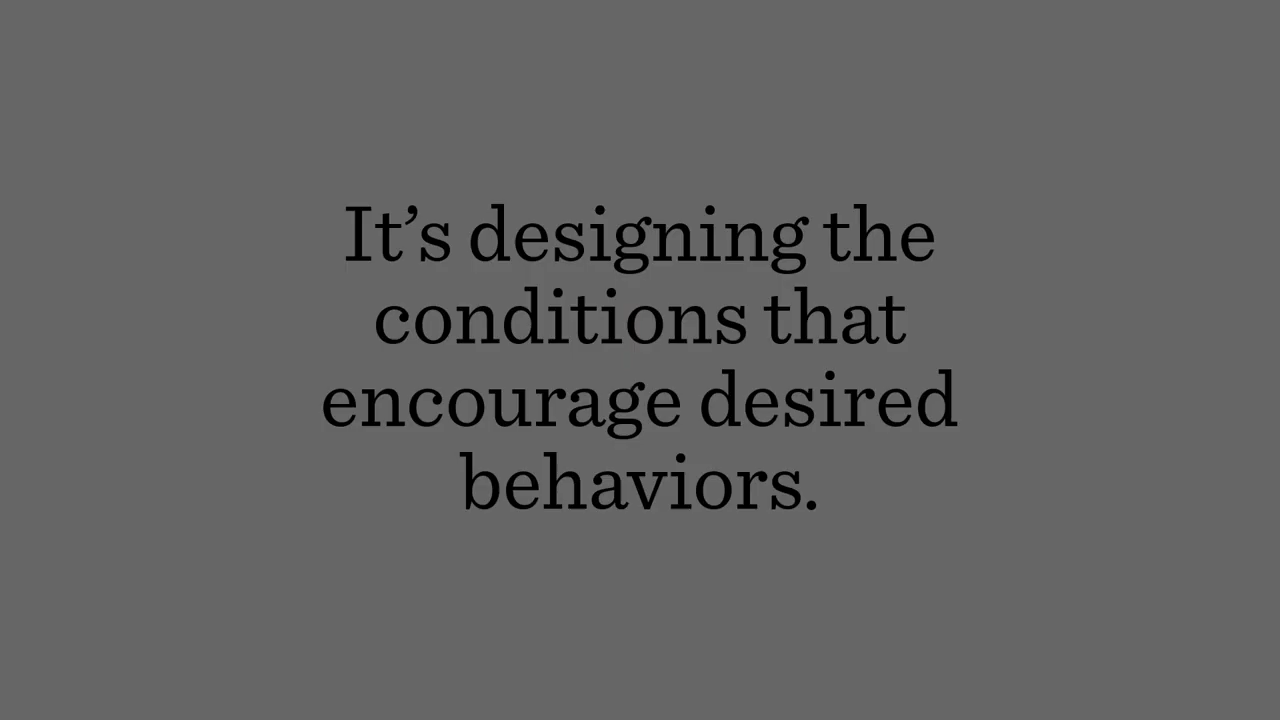 It’s designing the
conditions that
encourage desired
behaviors.